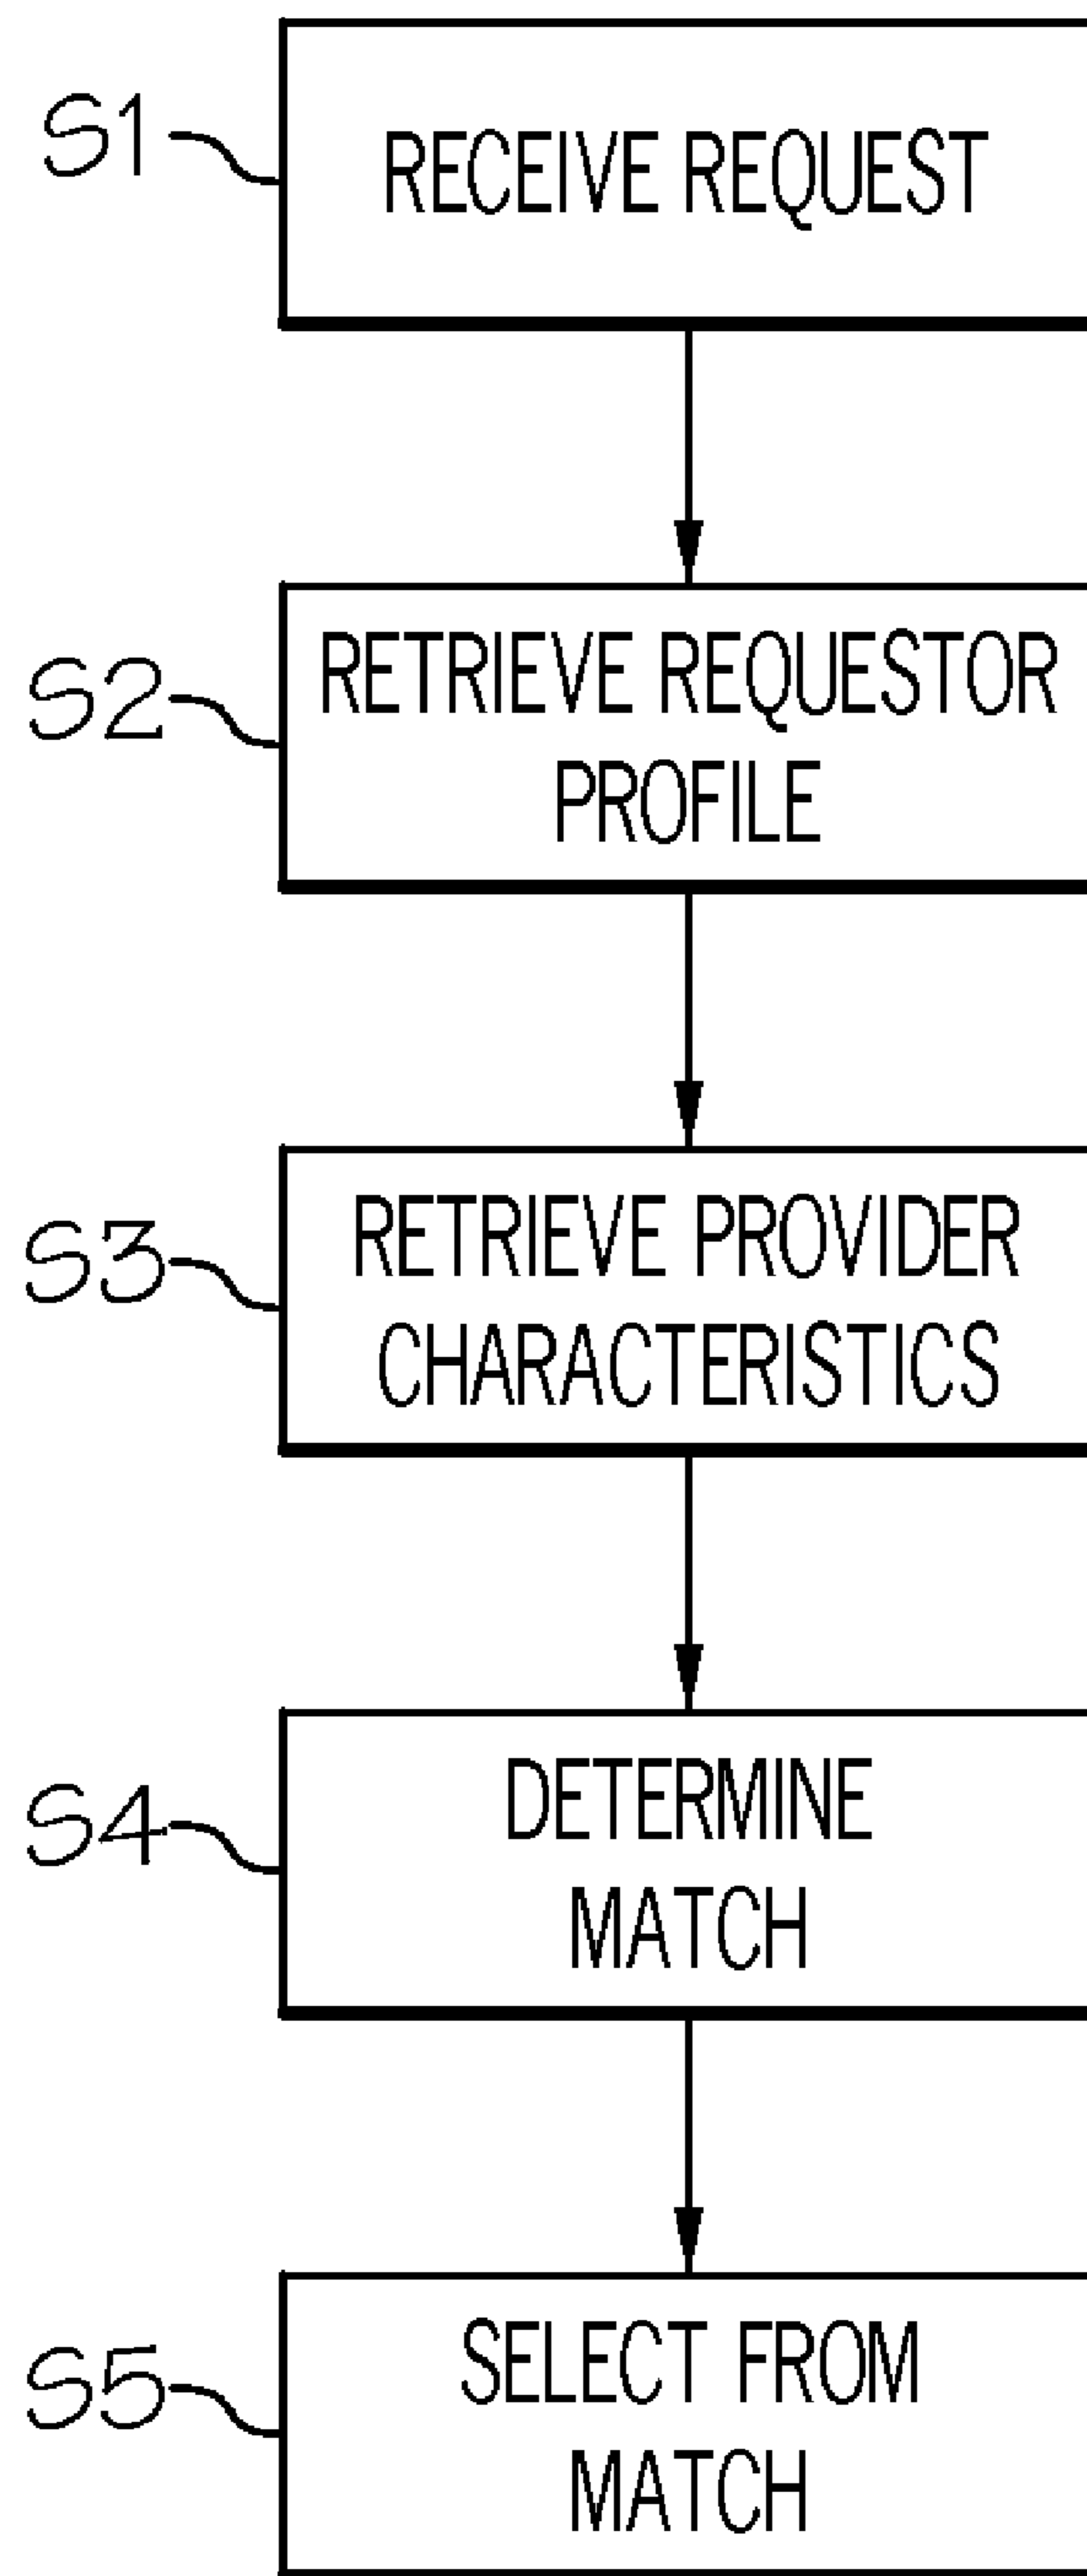 S1
RECEIVE REQUEST
S2
RETRIEVE REQUESTOR
PROFILE
S3
RETRIEVE PROVIDER
CHARACTERISTICS
S4
DETERMINE
MATCH
S5
SELECT FROM
MATCH